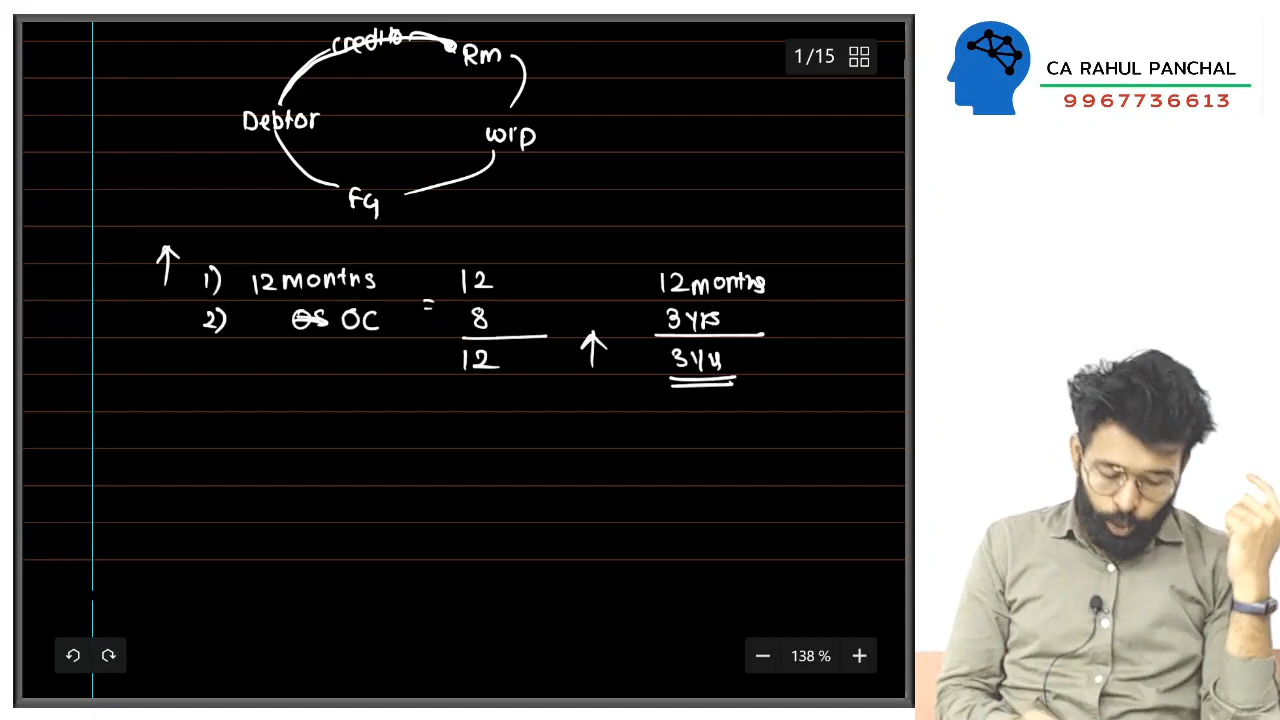 credito
Rm
1/15
CA RAHUL PANCHAL
9967736613
Debtor
WIP
FG
1) 12 months = 12 12 months
2) OC 8 3 yrs
12 3 yrs
138 %